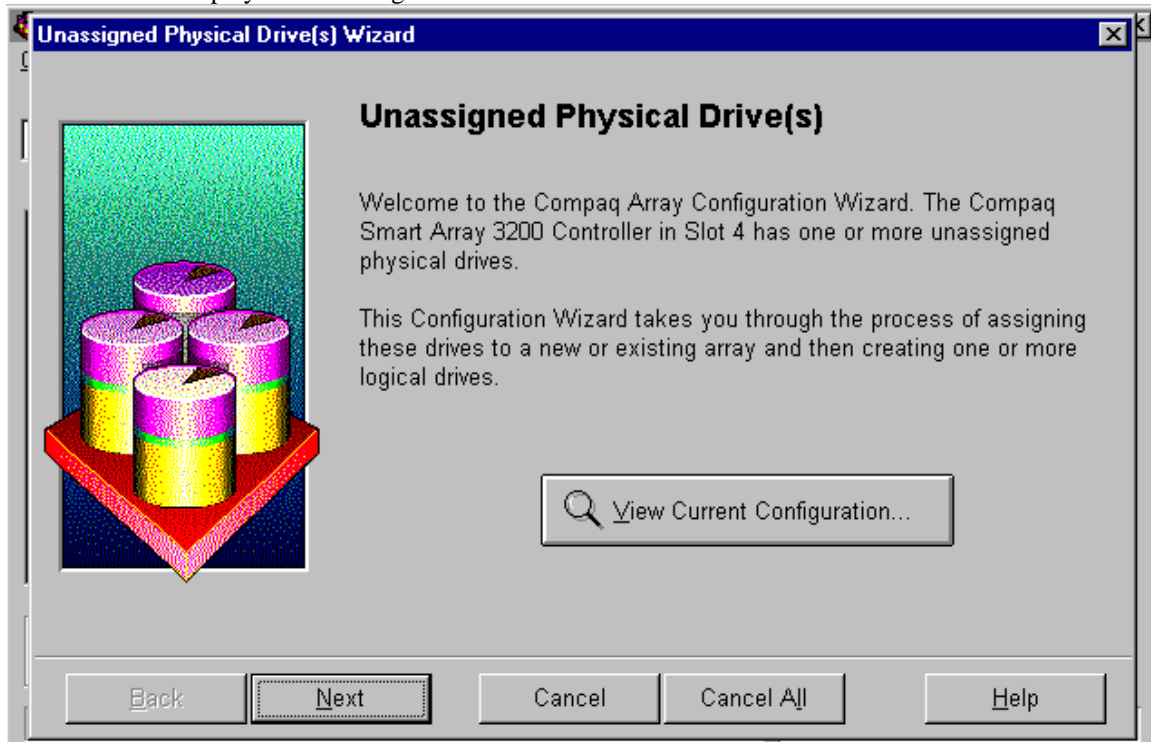 Unassigned Physical Drive(s) Wizard
Unassigned Physical Drive(s)
Welcome to the Compaq Array Configuration Wizard. The Compaq
Smart Array 3200 Controller in Slot 4 has one or more unassigned
physical drives.
This Configuration Wizard takes you through the process of assigning
these drives to a new or existing array and then creating one or more
logical drives.
View Current Configuration...
Back
Next
Cancel
Cancel All
Help